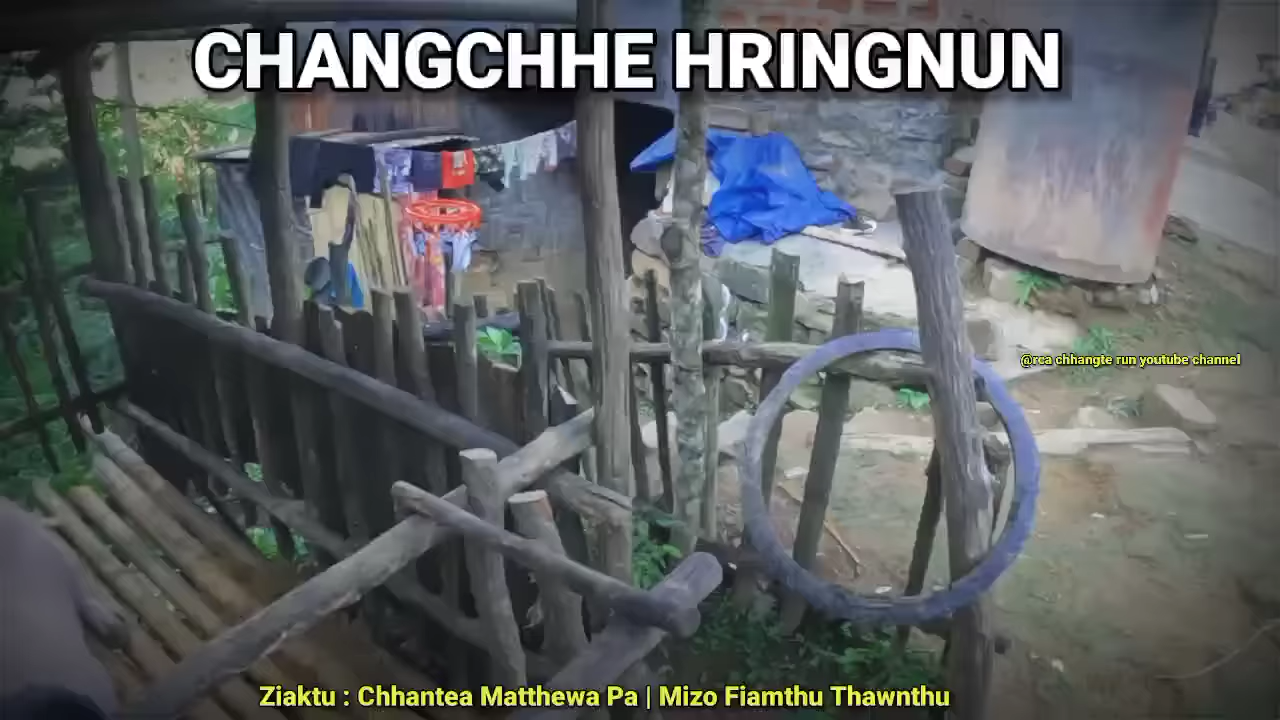 CHANGCHHE HRINGNUN
@rca chhangte run youtube channel
Ziaktu : Chhantea Matthewa Pa | Mizo Fiamthu Thawnthu